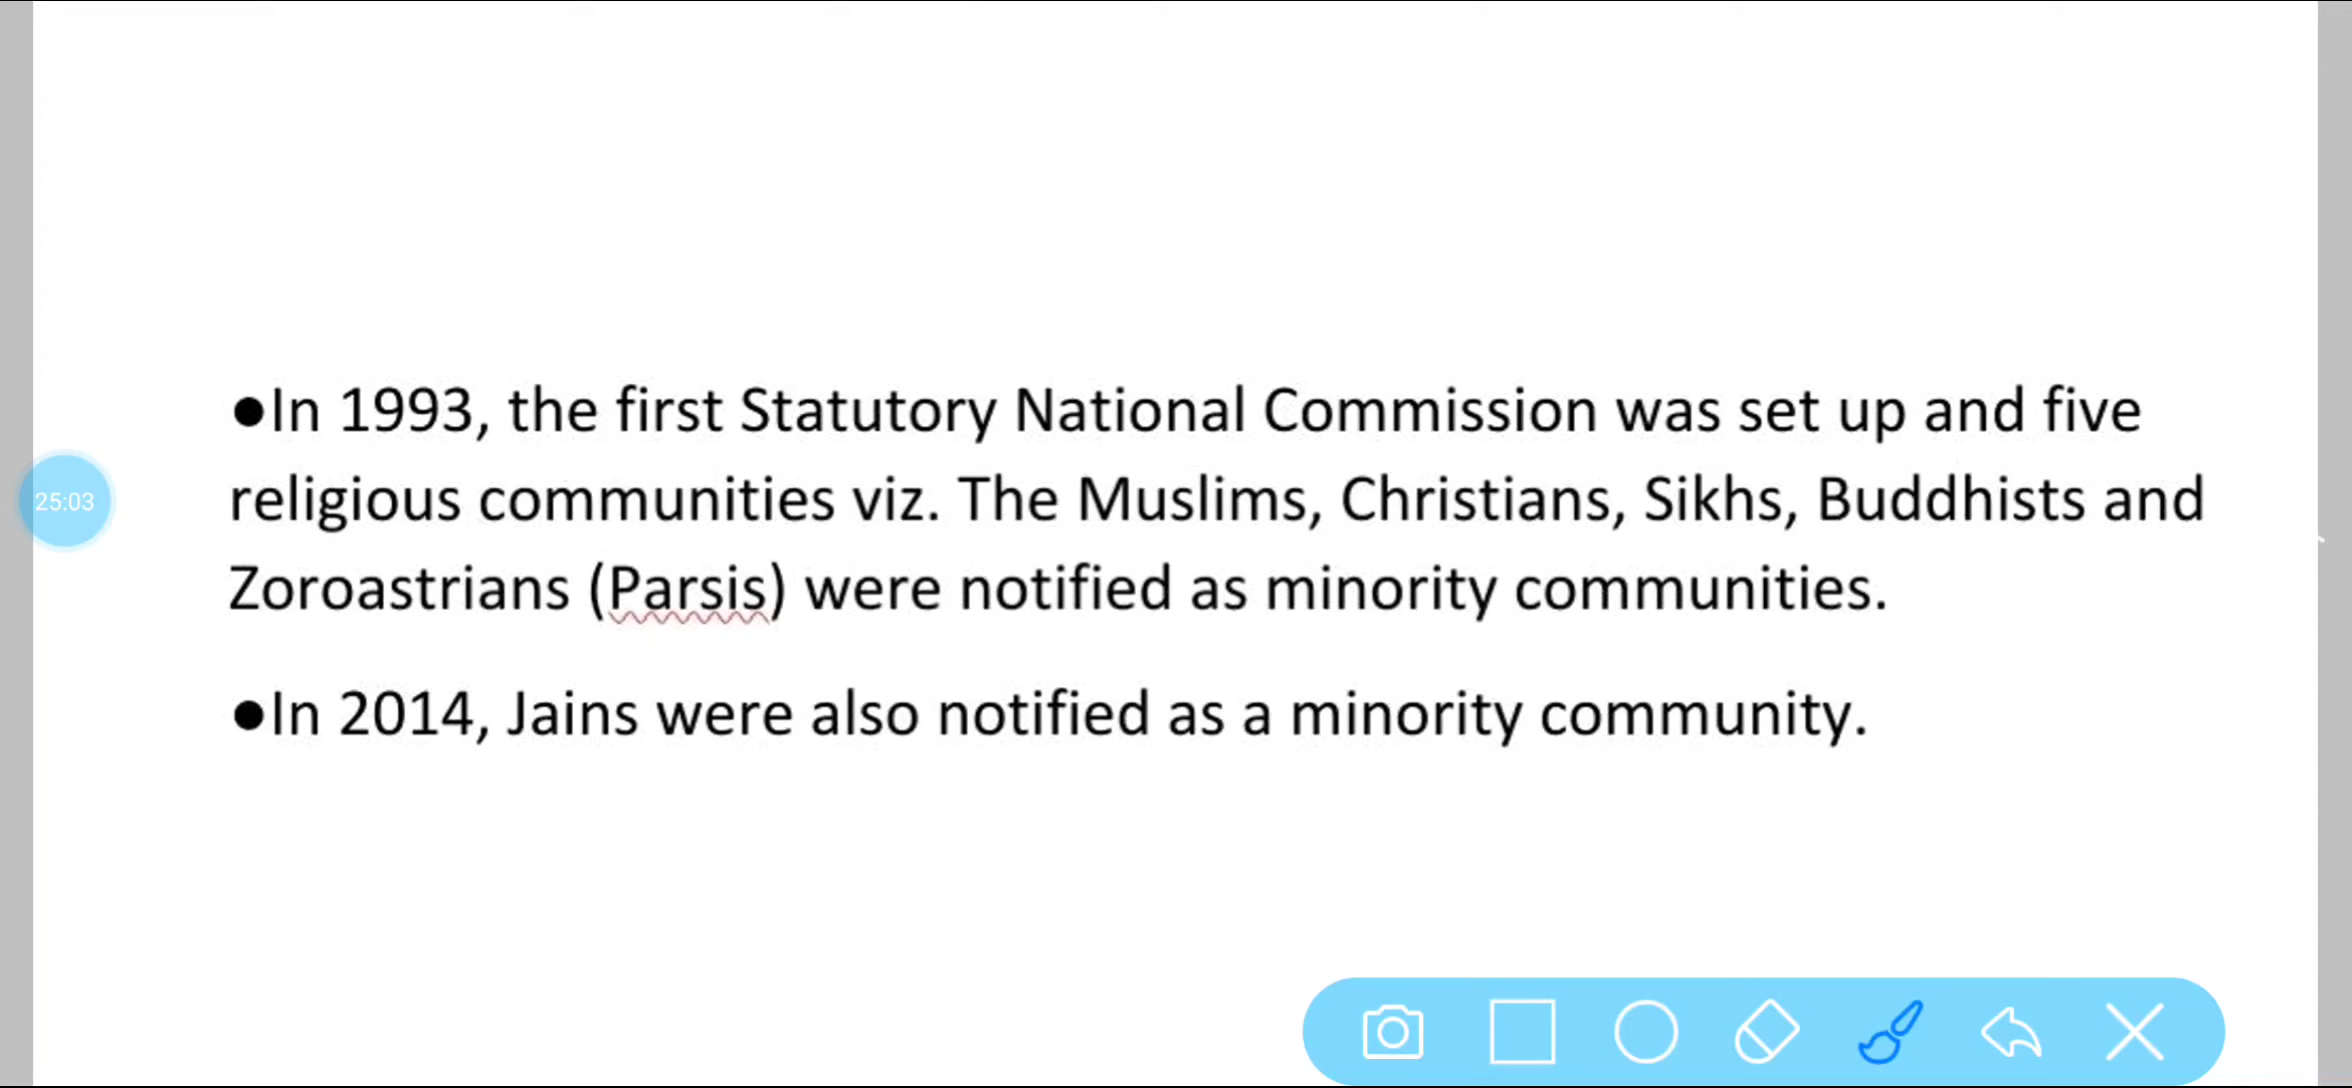 ●In 1993, the first Statutory National Commission was set up and five
religious communities viz. The Muslims, Christians, Sikhs, Buddhists and
25:03
Zoroastrians (Parsis) were notified as minority communities.
●In 2014, Jains were also notified as a minority community.